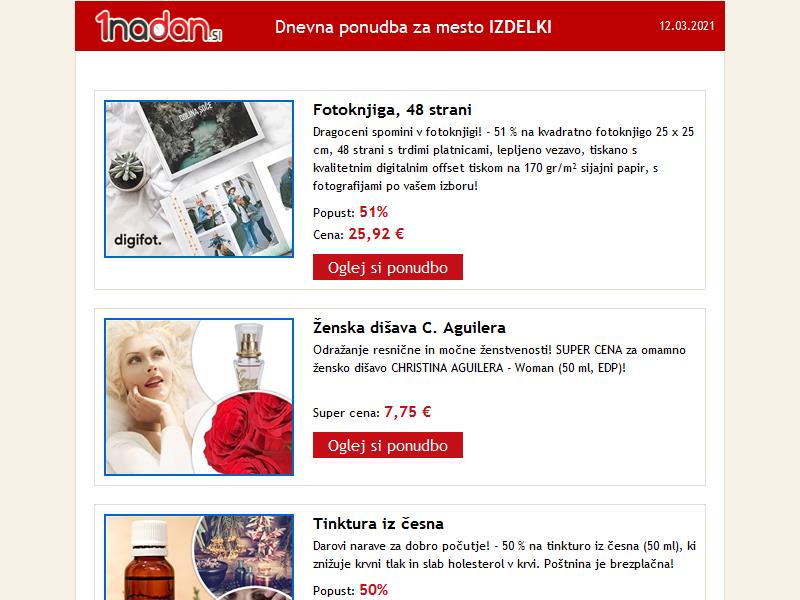 1nadan.si
Dnevna ponudba za mesto IZDELKI
12.03.2021
DOLINA SOČE
digifot.
Fotoknjiga, 48 strani
Dragoceni spomini v fotoknjigi! - 51 % na kvadratno fotoknjigo 25 x 25
cm, 48 strani s trdimi platnicami, lepljeno vezavo, tiskano s
kvalitetnim digitalnim offset tiskom na 170 gr/m² sijajni papir, s
fotografijami po vašem izboru!
Popust: 51%
Cena: 25,92 €
Oglej si ponudbo
Ženska dišava C. Aguilera
Odražanje resnične in močne ženstvenosti! SUPER CENA za omamno
žensko dišavo CHRISTINA AGUILERA - Woman (50 ml, EDP)!
Super cena: 7,75 €
Oglej si ponudbo
Tinktura iz česna
Darovi narave za dobro počutje! - 50 % na tinkturo iz česna (50 ml), ki
znižuje krvni tlak in slab holesterol v krvi. Poštnina je brezplačna!
Popust: 50%